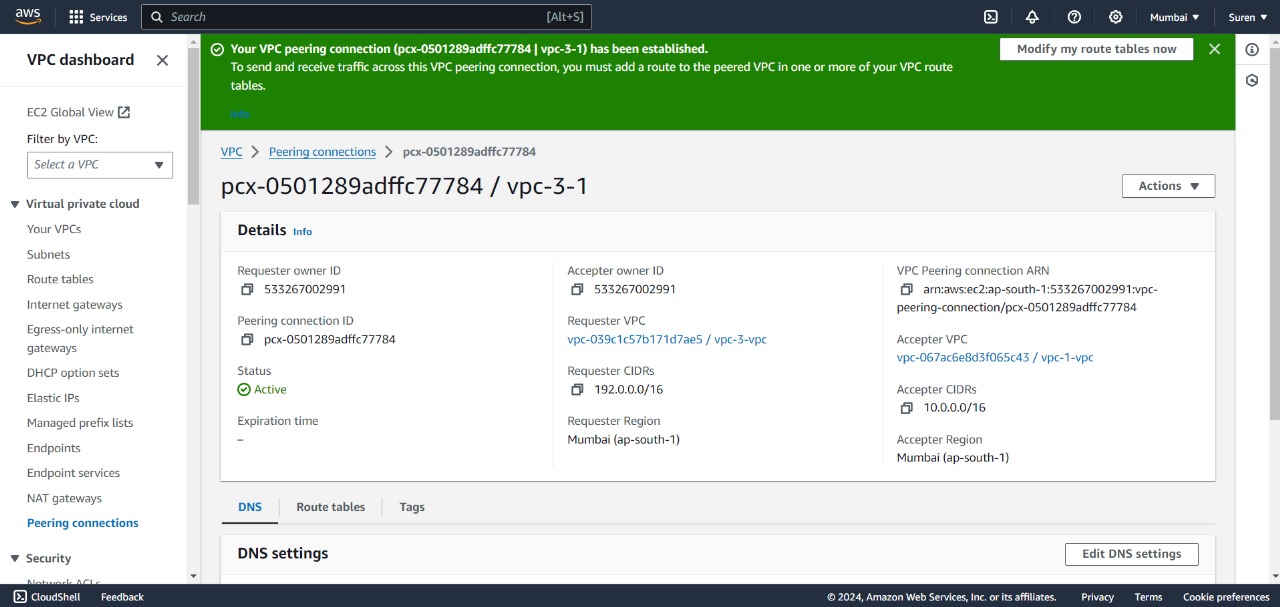 aws
Services
Search
[Alt+S]
Mumbai
Suren
VPC dashboard
EC2 Global View
Filter by VPC:
Select a VPC
Virtual private cloud
Your VPCs
Subnets
Route tables
Internet gateways
Egress-only internet
gateways
DHCP option sets
Elastic IPs
Managed prefix lists
Endpoints
Endpoint services
NAT gateways
Peering connections
Security
Network ACLs
Your VPC peering connection (pcx-0501289adffc77784 | vpc-3-1) has been established.
To send and receive traffic across this VPC peering connection, you must add a route to the peered VPC in one or more of your VPC route
tables.
Info
Modify my route tables now
VPC
Peering connections
pcx-0501289adffc77784
pcx-0501289adffc77784 / vpc-3-1
Actions
Details Info
Requester owner ID
533267002991
Peering connection ID
pcx-0501289adffc77784
Status
Active
Expiration time
–
Accepter owner ID
533267002991
Requester VPC
vpc-039c1c57b171d7ae5 / vpc-3-vpc
Requester CIDRs
192.0.0.0/16
Requester Region
Mumbai (ap-south-1)
VPC Peering connection ARN
arn:aws:ec2:ap-south-1:533267002991:vpc-
peering-connection/pcx-0501289adffc77784
Accepter VPC
vpc-067ac6e8d3f065c43 / vpc-1-vpc
Accepter CIDRs
10.0.0.0/16
Accepter Region
Mumbai (ap-south-1)
DNS
Route tables
Tags
DNS settings
Edit DNS settings
CloudShell
Feedback
© 2024, Amazon Web Services, Inc. or its affiliates.
Privacy
Terms
Cookie preferences